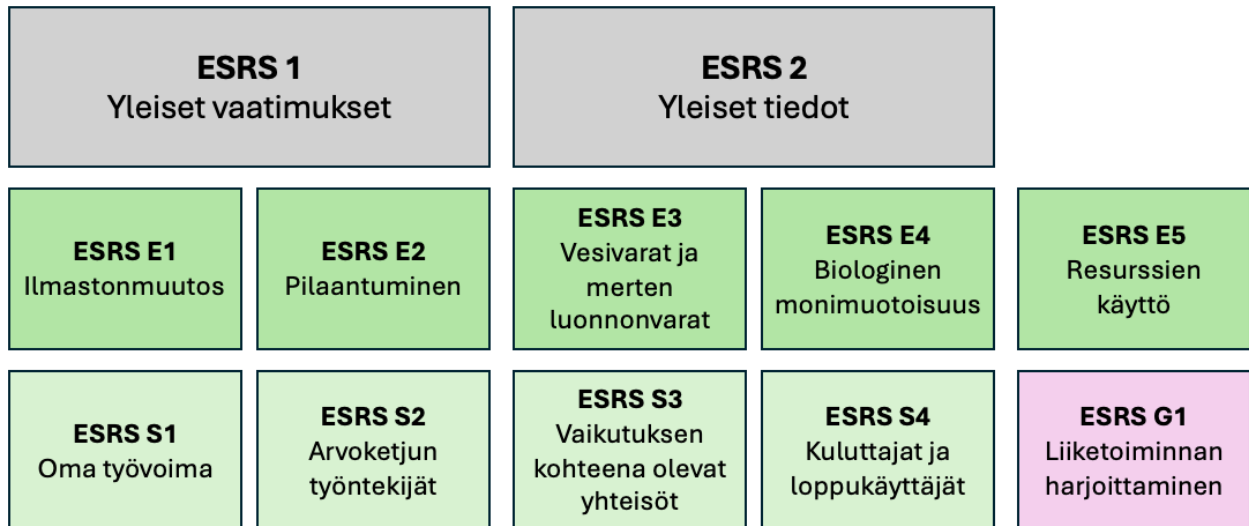 ESRS 1
Yleiset vaatimukset
ESRS 2
Yleiset tiedot
ESRS E1
Ilmastonmuutos
ESRS E2
Pilaantuminen
ESRS E3
Vesivarat ja
merten
luonnonvarat
ESRS E4
Biologinen
monimuotoisuus
ESRS E5
Resurssien
käyttö
ESRS S1
Oma työvoima
ESRS S2
Arvoketjun
työntekijät
ESRS S3
Vaikutuksen
kohteena olevat
yhteisöt
ESRS S4
Kuluttajat ja
loppukäyttäjät
ESRS G1
Liiketoiminnan
harjoittaminen